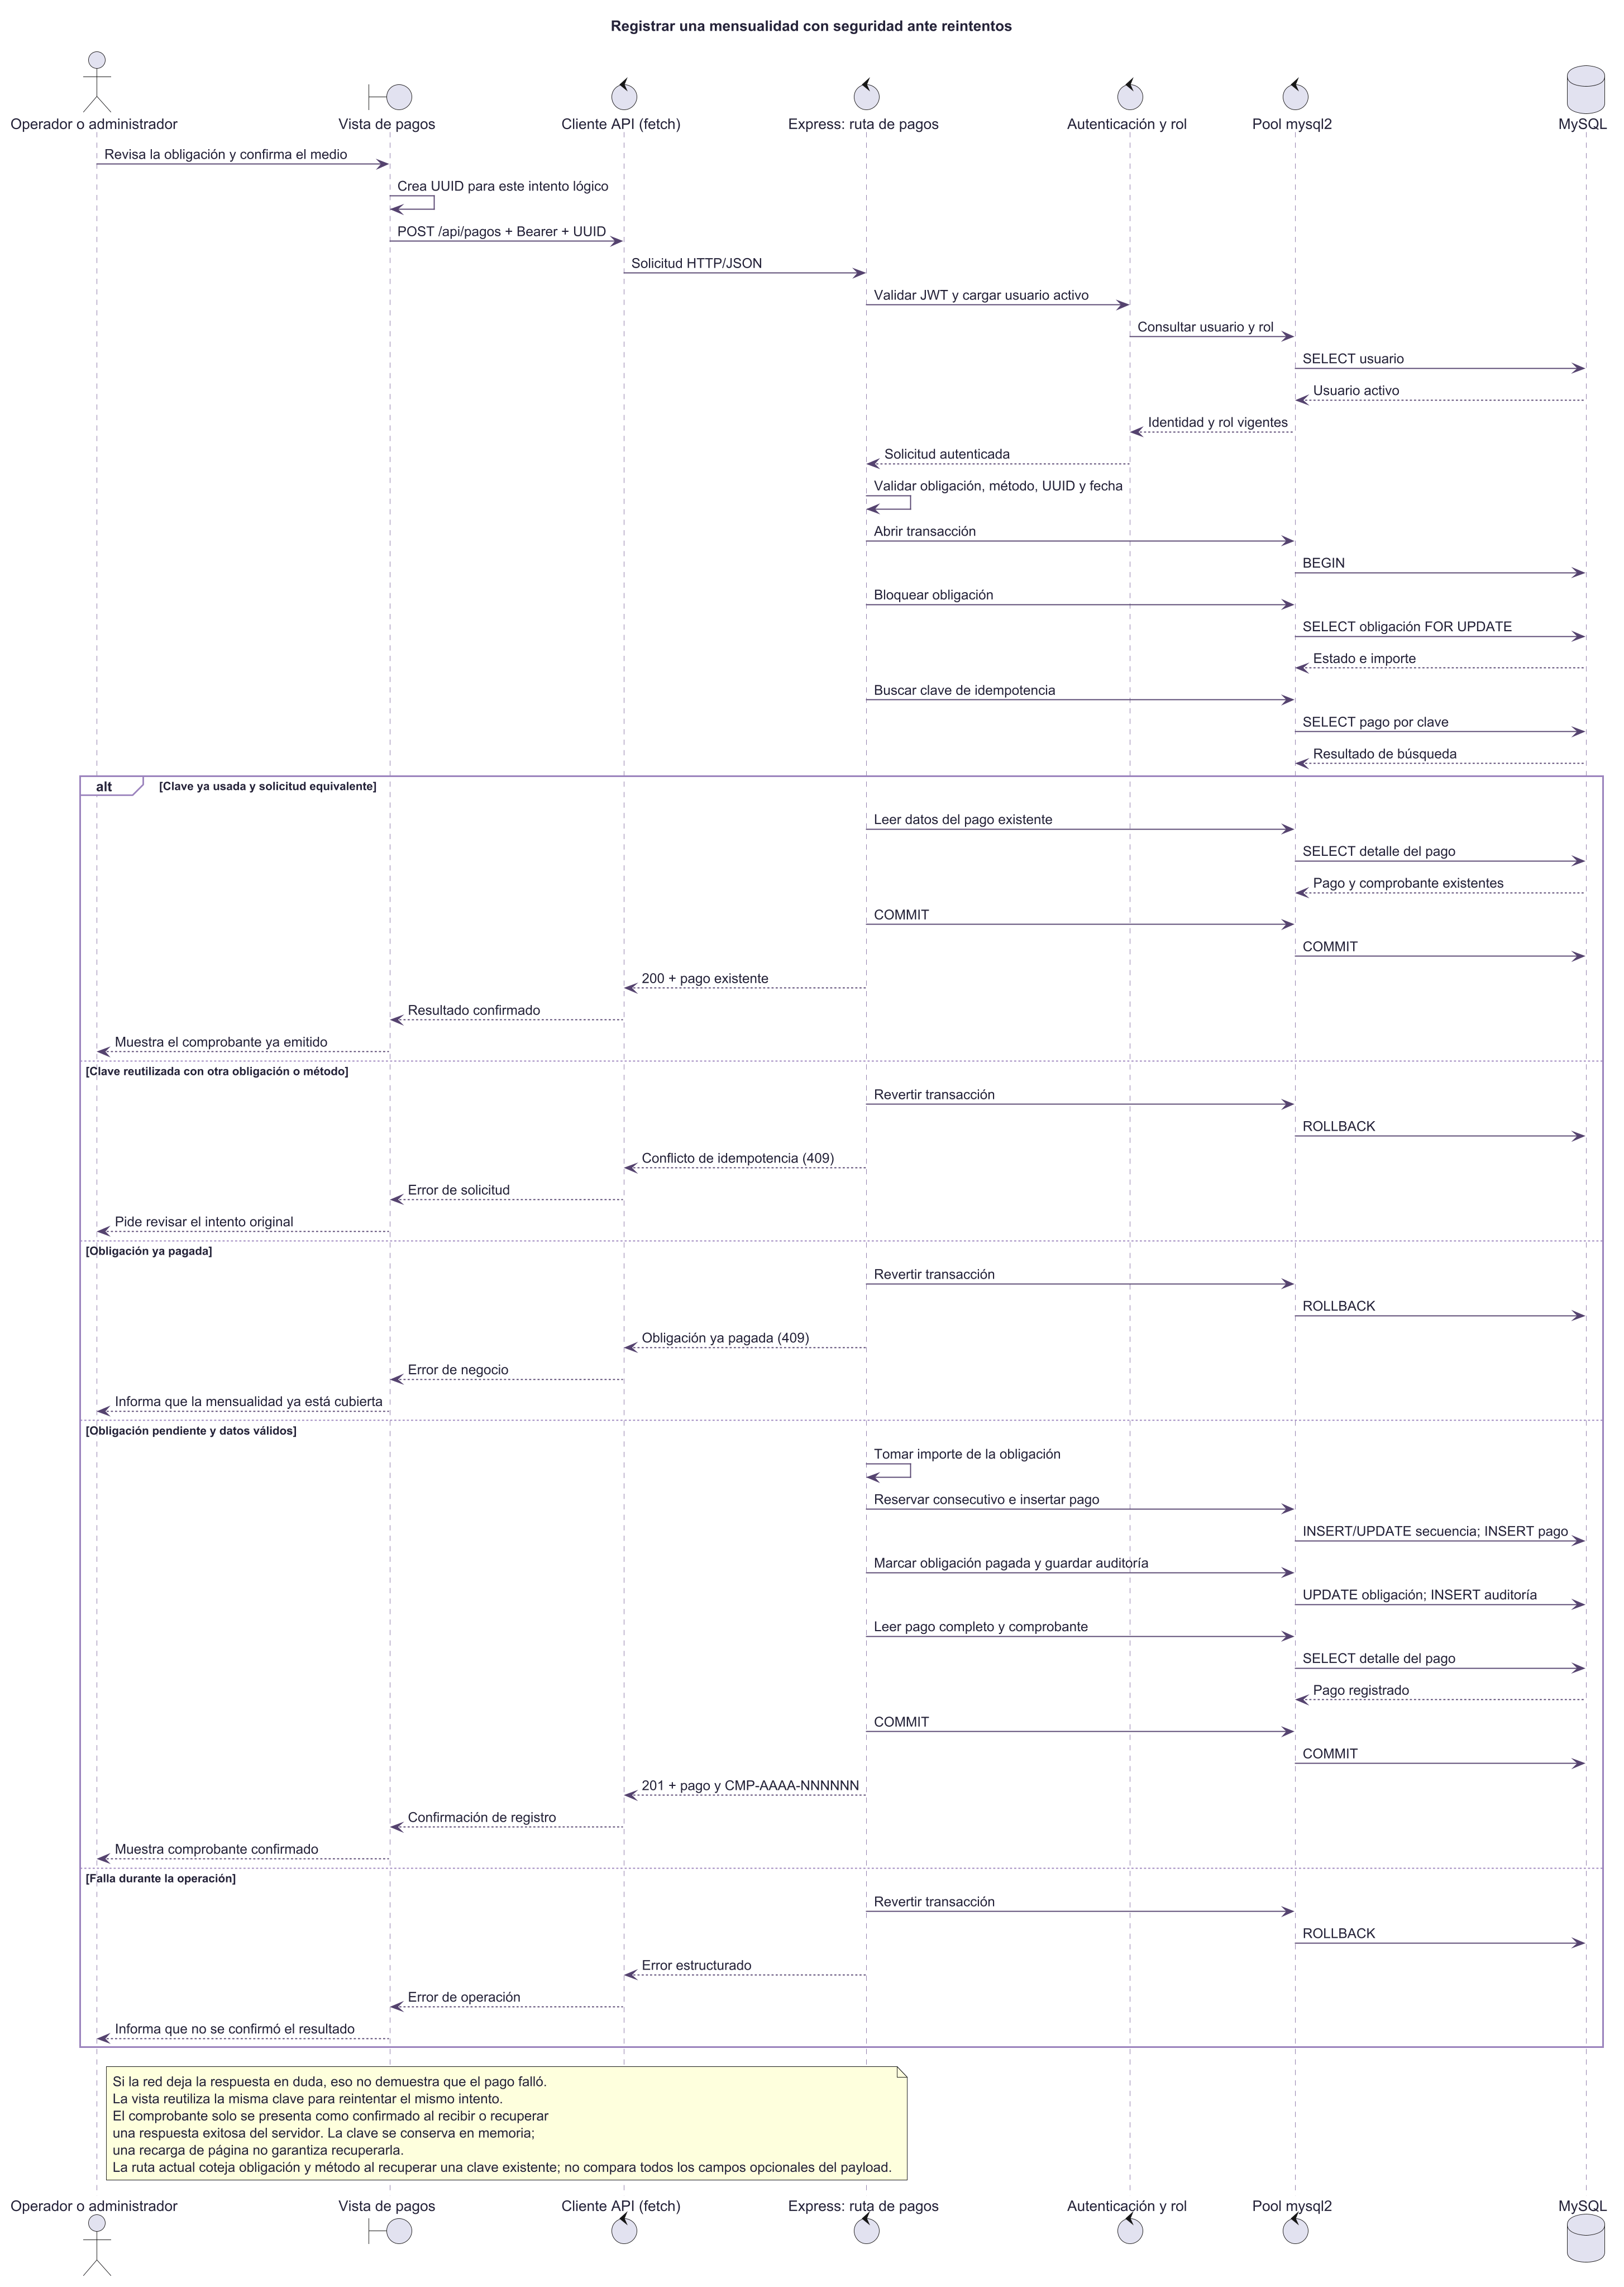 Registrar una mensualidad con seguridad ante reintentos
Operador o administrador
Vista de pagos
Cliente API (fetch)
Express: ruta de pagos
Autenticación y rol
Pool mysql2
MySQL
Revisa la obligación y confirma el medio
Crea UUID para este intento lógico
POST /api/pagos + Bearer + UUID
Solicitud HTTP/JSON
Validar JWT y cargar usuario activo
Consultar usuario y rol
SELECT usuario
Usuario activo
Identidad y rol vigentes
Solicitud autenticada
Validar obligación, método, UUID y fecha
Abrir transacción
BEGIN
Bloquear obligación
SELECT obligación FOR UPDATE
Estado e importe
Buscar clave de idempotencia
SELECT pago por clave
Resultado de búsqueda
alt
[Clave ya usada y solicitud equivalente]
Leer datos del pago existente
SELECT detalle del pago
Pago y comprobante existentes
COMMIT
COMMIT
200 + pago existente
Resultado confirmado
Muestra el comprobante ya emitido
[Clave reutilizada con otra obligación o método]
Revertir transacción
ROLLBACK
Conflicto de idempotencia (409)
Error de solicitud
Pide revisar el intento original
[Obligación ya pagada]
Revertir transacción
ROLLBACK
Obligación ya pagada (409)
Error de negocio
Informa que la mensualidad ya está cubierta
[Obligación pendiente y datos válidos]
Tomar importe de la obligación
Reservar consecutivo e insertar pago
INSERT/UPDATE secuencia; INSERT pago
Marcar obligación pagada y guardar auditoría
UPDATE obligación; INSERT auditoría
Leer pago completo y comprobante
SELECT detalle del pago
Pago registrado
COMMIT
COMMIT
201 + pago y CMP-AAAA-NNNNNN
Confirmación de registro
Muestra comprobante confirmado
[Falla durante la operación]
Revertir transacción
ROLLBACK
Error estructurado
Error de operación
Informa que no se confirmó el resultado
Si la red deja la respuesta en duda, eso no demuestra que el pago falló.
La vista reutiliza la misma clave para reintentar el mismo intento.
El comprobante solo se presenta como confirmado al recibir o recuperar
una respuesta exitosa del servidor. La clave se conserva en memoria;
una recarga de página no garantiza recuperarla.
La ruta actual coteja obligación y método al recuperar una clave existente; no compara todos los campos opcionales del payload.
Operador o administrador
Vista de pagos
Cliente API (fetch)
Express: ruta de pagos
Autenticación y rol
Pool mysql2
MySQL